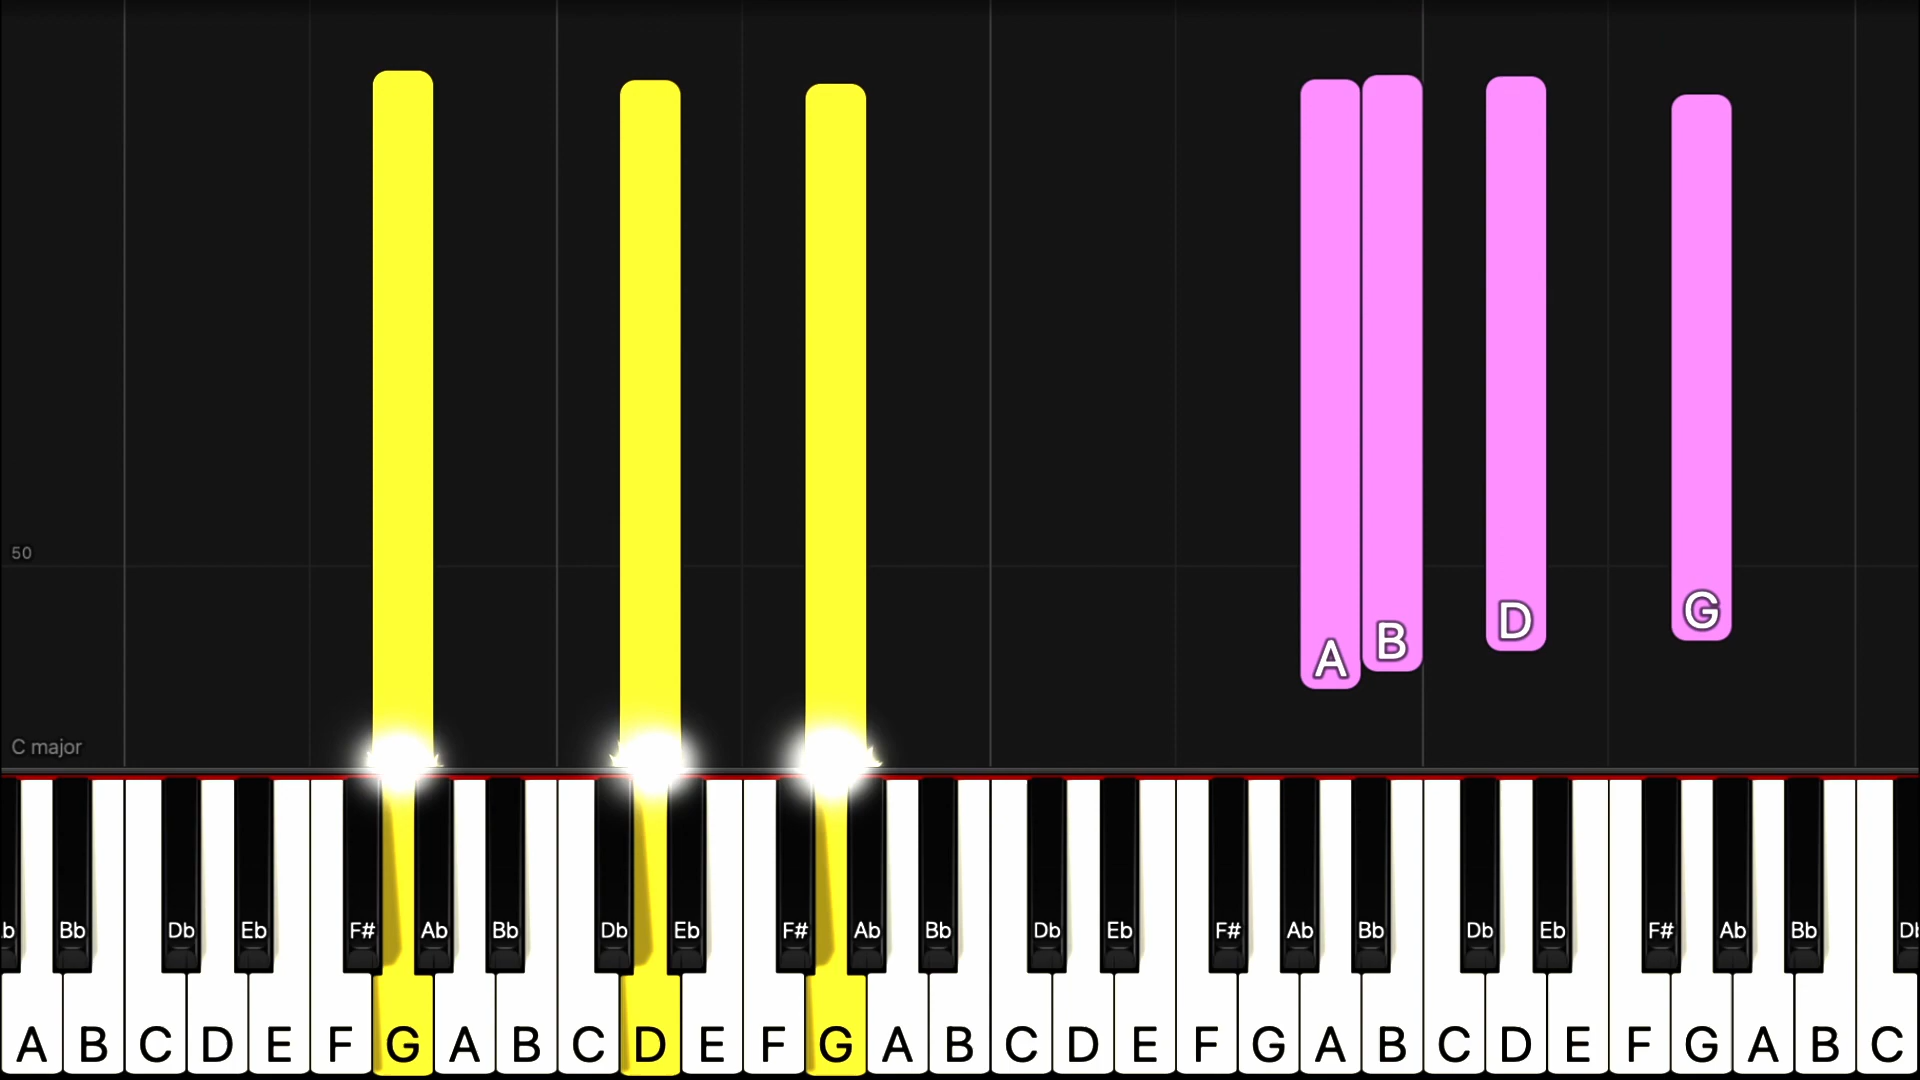 50
A B D G
C major
b Bb Db Eb F# Ab Bb Db Eb F# Ab Bb Db Eb F# Ab Bb Db Eb F# Ab Bb
A B C D E F G A B C D E F G A B C D E F G A B C D E F G A B C